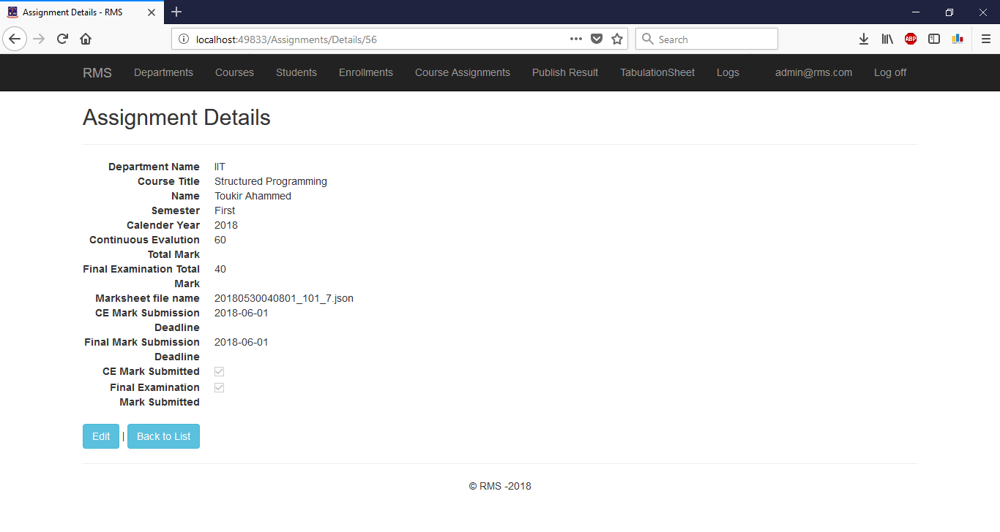 Assignment Details - RMS
localhost:49833/Assignments/Details/56
Search
ABP
RMS Departments Courses Students Enrollments Course Assignments Publish Result TabulationSheet Logs admin@rms.com Log off
Assignment Details
Department Name IIT
Course Title Structured Programming
Name Toukir Ahammed
Semester First
Calender Year 2018
Continuous Evalution 60
Total Mark
Final Examination Total 40
Mark
Marksheet file name 20180530040801_101_7.json
CE Mark Submission 2018-06-01
Deadline
Final Mark Submission 2018-06-01
Deadline
CE Mark Submitted
Final Examination
Mark Submitted
Edit | Back to List
© RMS -2018